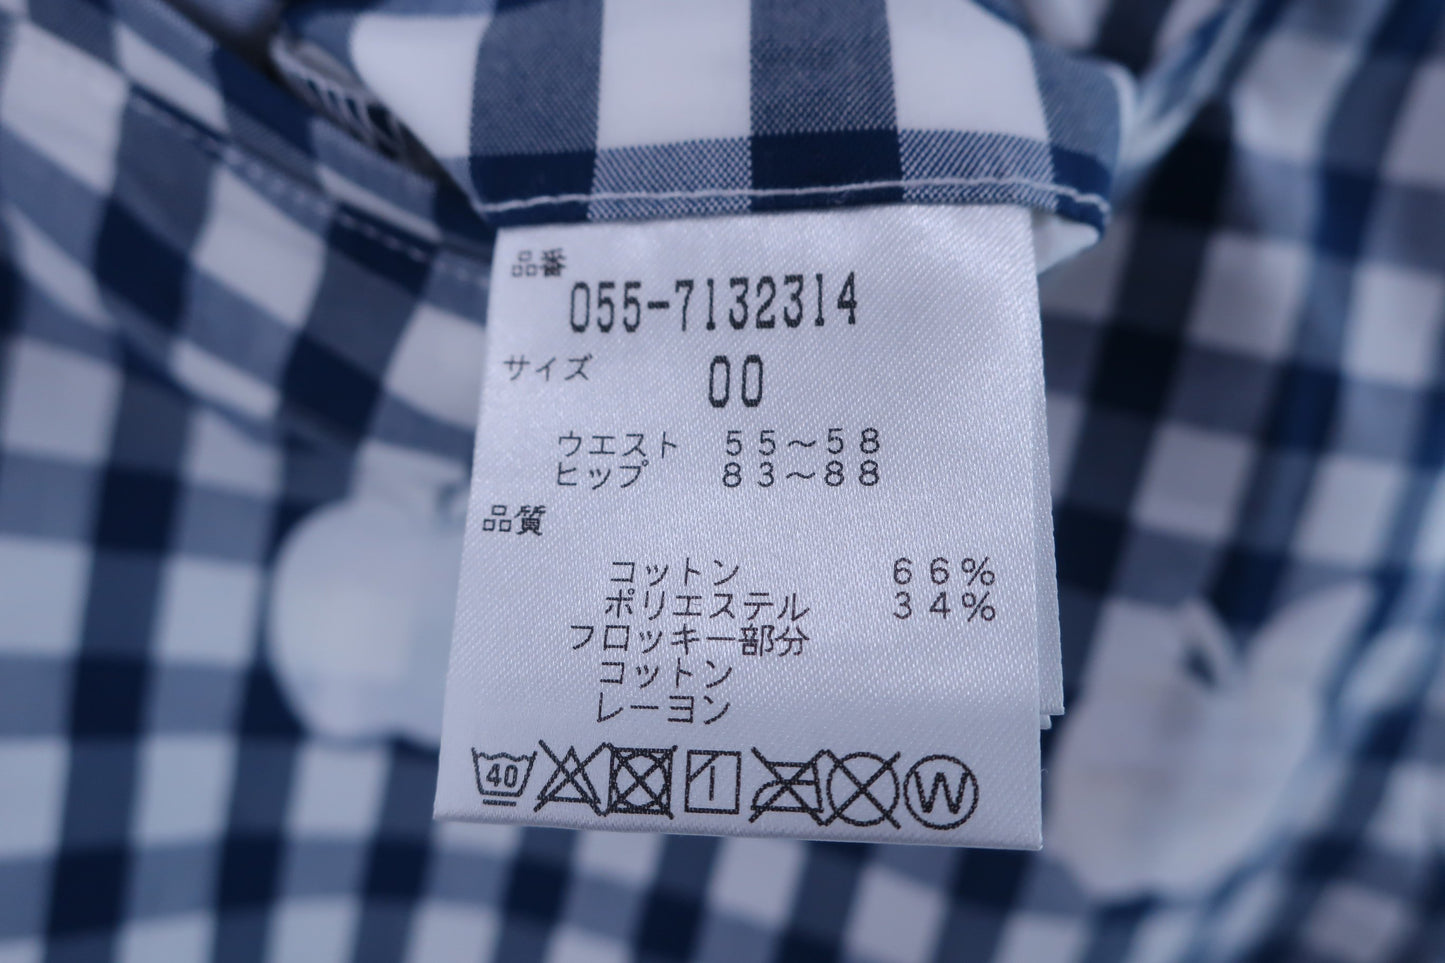 品番
055-7132314
サイズ 00
ウエスト 55~58
ヒップ 83~88
品質
コットン 66%
ポリエステル 34%
フロッキー部分
コットン
レーヨン
40 W